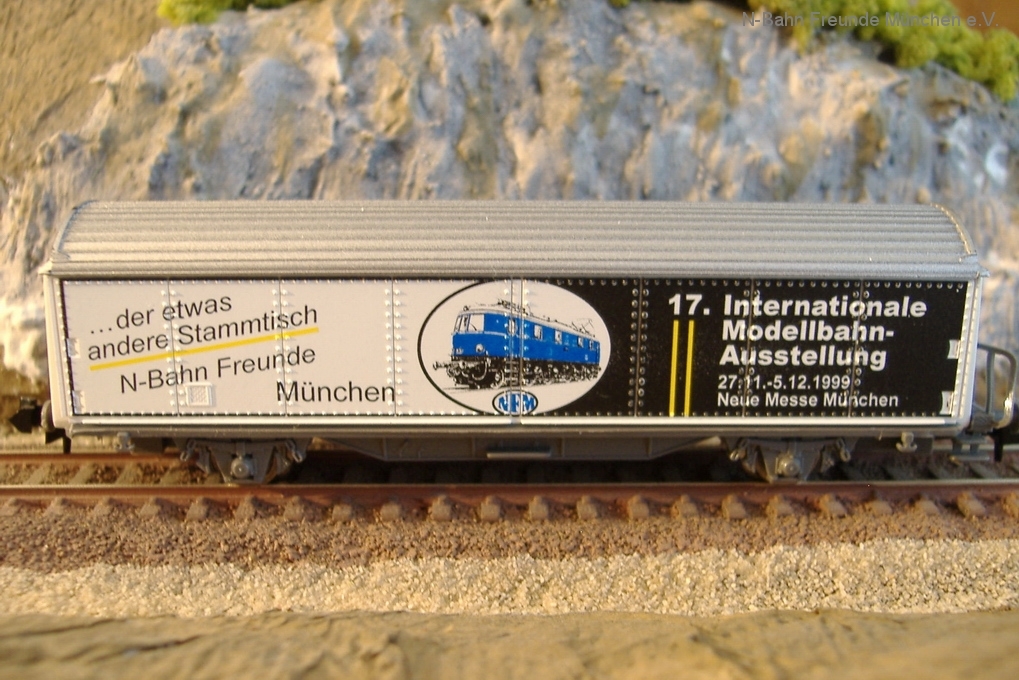 N-Bahn Freunde München e.V.
...der etwas
andere Stammtisch
N-Bahn Freunde
München
NFM
17. Internationale
Modellbahn-
Ausstellung
27.11.-5.12.1999
Neue Messe München